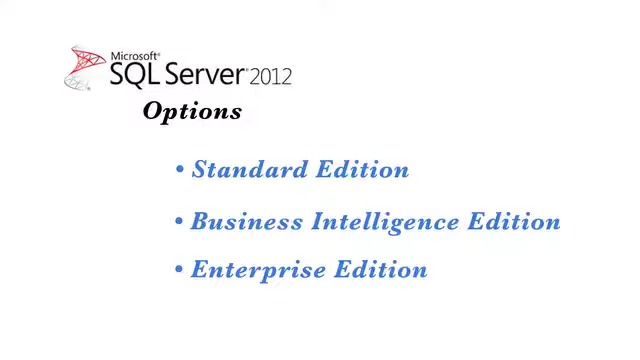 Microsoft®
SQL Server® 2012
Options
• Standard Edition
• Business Intelligence Edition
• Enterprise Edition